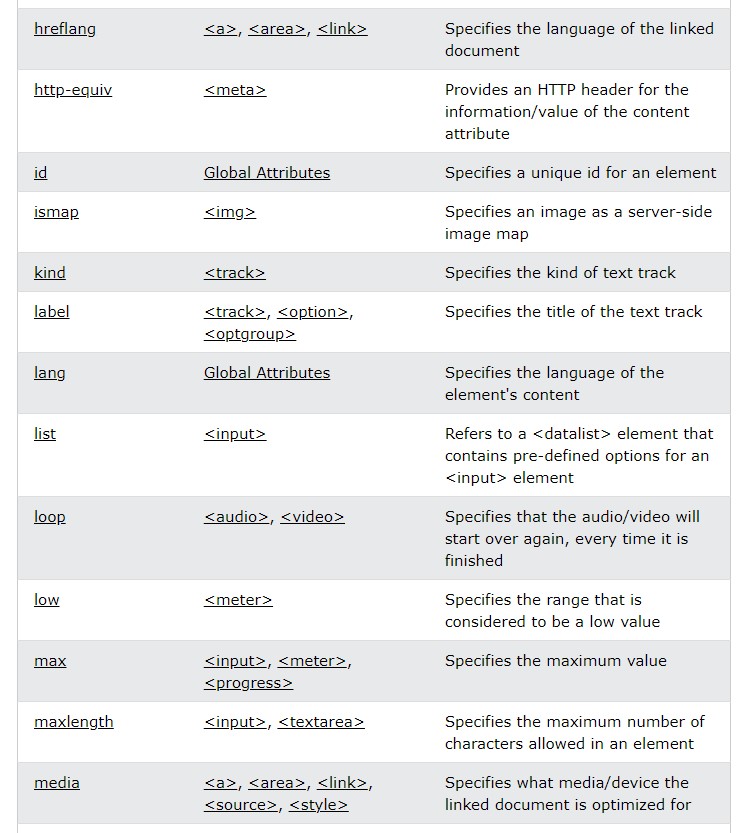 hreflang <a>, <area>, <link> Specifies the language of the linked
document
http-equiv <meta> Provides an HTTP header for the
information/value of the content
attribute
id Global Attributes Specifies a unique id for an element
ismap <img> Specifies an image as a server-side
image map
kind <track> Specifies the kind of text track
label <track>, <option>, Specifies the title of the text track
<optgroup>
lang Global Attributes Specifies the language of the
element's content
list <input> Refers to a <datalist> element that
contains pre-defined options for an
<input> element
loop <audio>, <video> Specifies that the audio/video will
start over again, every time it is
finished
low <meter> Specifies the range that is
considered to be a low value
max <input>, <meter>, Specifies the maximum value
<progress>
maxlength <input>, <textarea> Specifies the maximum number of
characters allowed in an element
media <a>, <area>, <link>, Specifies what media/device the
<source>, <style> linked document is optimized for